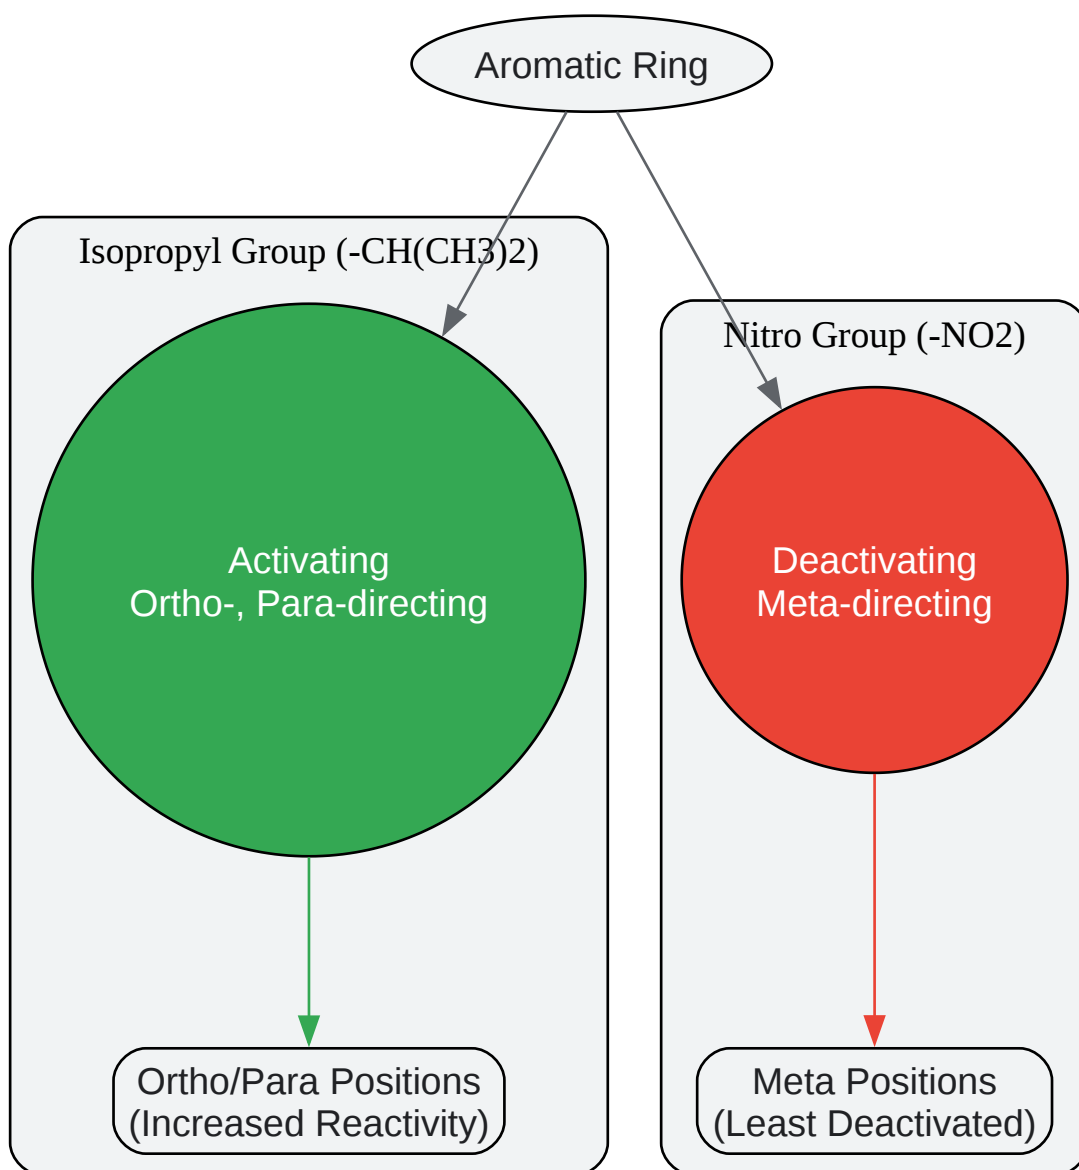 Aromatic Ring
Isopropyl Group (-CH(CH3)2)
Activating
Ortho-, Para-directing
Ortho/Para Positions
(Increased Reactivity)
Nitro Group (-NO2)
Deactivating
Meta-directing
Meta Positions
(Least Deactivated)